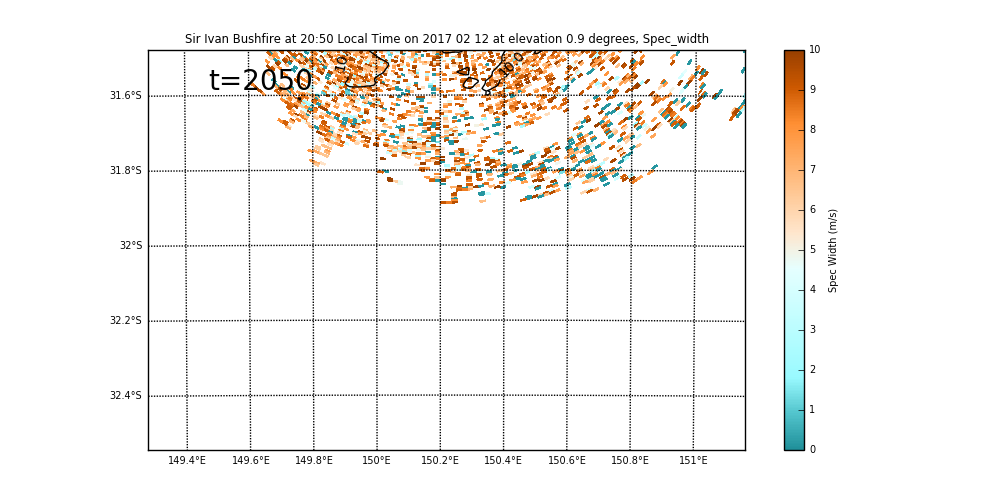 Sir Ivan Bushfire at 20:50 Local Time on 2017 02 12 at elevation 0.9 degrees, Spec_width
t=2050
31.6°S
31.8°S
32°S
32.2°S
32.4°S
149.4°E 149.6°E 149.8°E 150°E 150.2°E 150.4°E 150.6°E 150.8°E 151°E
10
9
8
7
6
5
4
3
2
1
0
Spec Width (m/s)